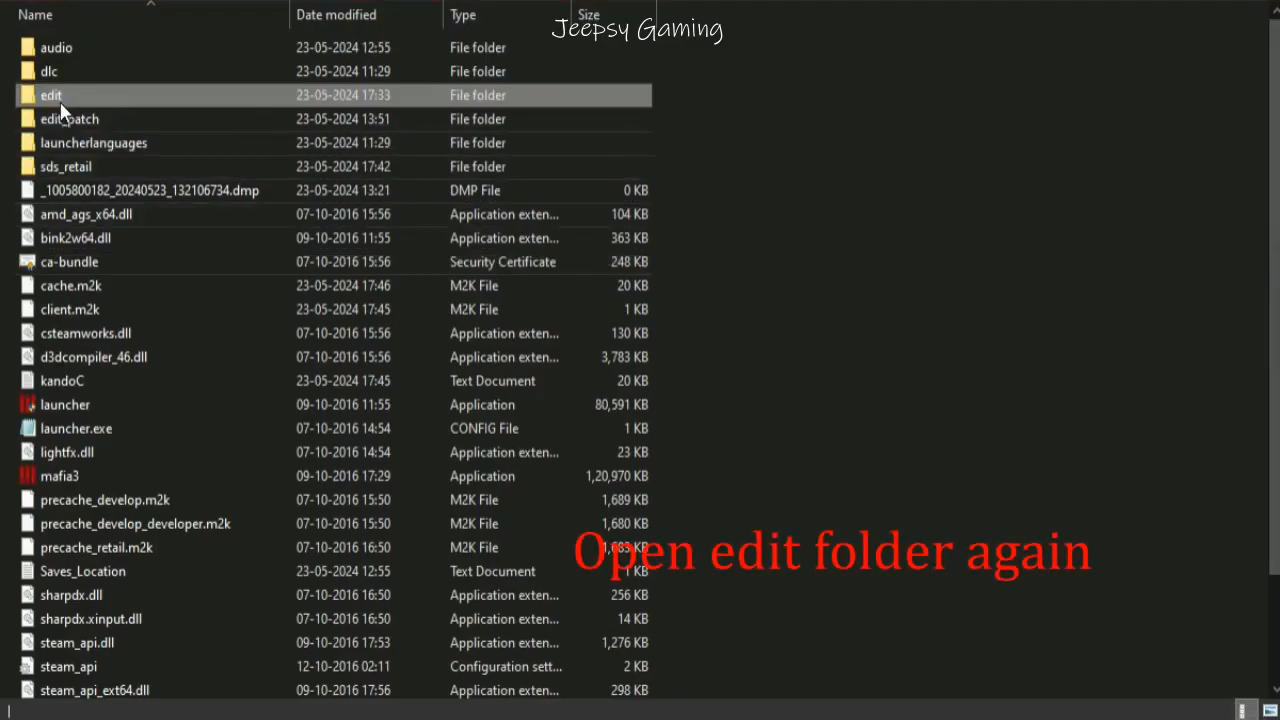 Name Date modified Type Size
Jeepsy Gaming
audio 23-05-2024 12:55 File folder
dlc 23-05-2024 11:29 File folder
edit 23-05-2024 17:33 File folder
edit_patch 23-05-2024 13:51 File folder
launcherlanguages 23-05-2024 11:29 File folder
sds_retail 23-05-2024 17:42 File folder
_1005800182_20240523_132106734.dmp 23-05-2024 13:21 DMP File 0 KB
amd_ags_x64.dll 07-10-2016 15:56 Application exten... 104 KB
bink2w64.dll 09-10-2016 11:55 Application exten... 363 KB
ca-bundle 07-10-2016 15:56 Security Certificate 248 KB
cache.m2k 23-05-2024 17:46 M2K File 20 KB
client.m2k 23-05-2024 17:45 M2K File 1 KB
csteamworks.dll 07-10-2016 15:56 Application exten... 130 KB
d3dcompiler_46.dll 07-10-2016 15:56 Application exten... 3,783 KB
kandoC 23-05-2024 17:45 Text Document 20 KB
launcher 09-10-2016 11:55 Application 80,591 KB
launcher.exe 07-10-2016 14:54 CONFIG File 1 KB
lightfx.dll 07-10-2016 14:54 Application exten... 23 KB
mafia3 09-10-2016 17:29 Application 1,20,970 KB
precache_develop.m2k 07-10-2016 15:50 M2K File 1,689 KB
precache_develop_developer.m2k 07-10-2016 15:50 M2K File 1,680 KB
precache_retail.m2k 07-10-2016 16:50 M2K File 1,683 KB
Open edit folder again
Saves_Location 23-05-2024 12:55 Text Document 1 KB
sharpdx.dll 07-10-2016 16:50 Application exten... 256 KB
sharpdx.xinput.dll 07-10-2016 16:50 Application exten... 14 KB
steam_api.dll 09-10-2016 17:53 Application exten... 1,276 KB
steam_api 12-10-2016 02:11 Configuration sett... 2 KB
steam_api_ext64.dll 09-10-2016 17:56 Application exten... 298 KB